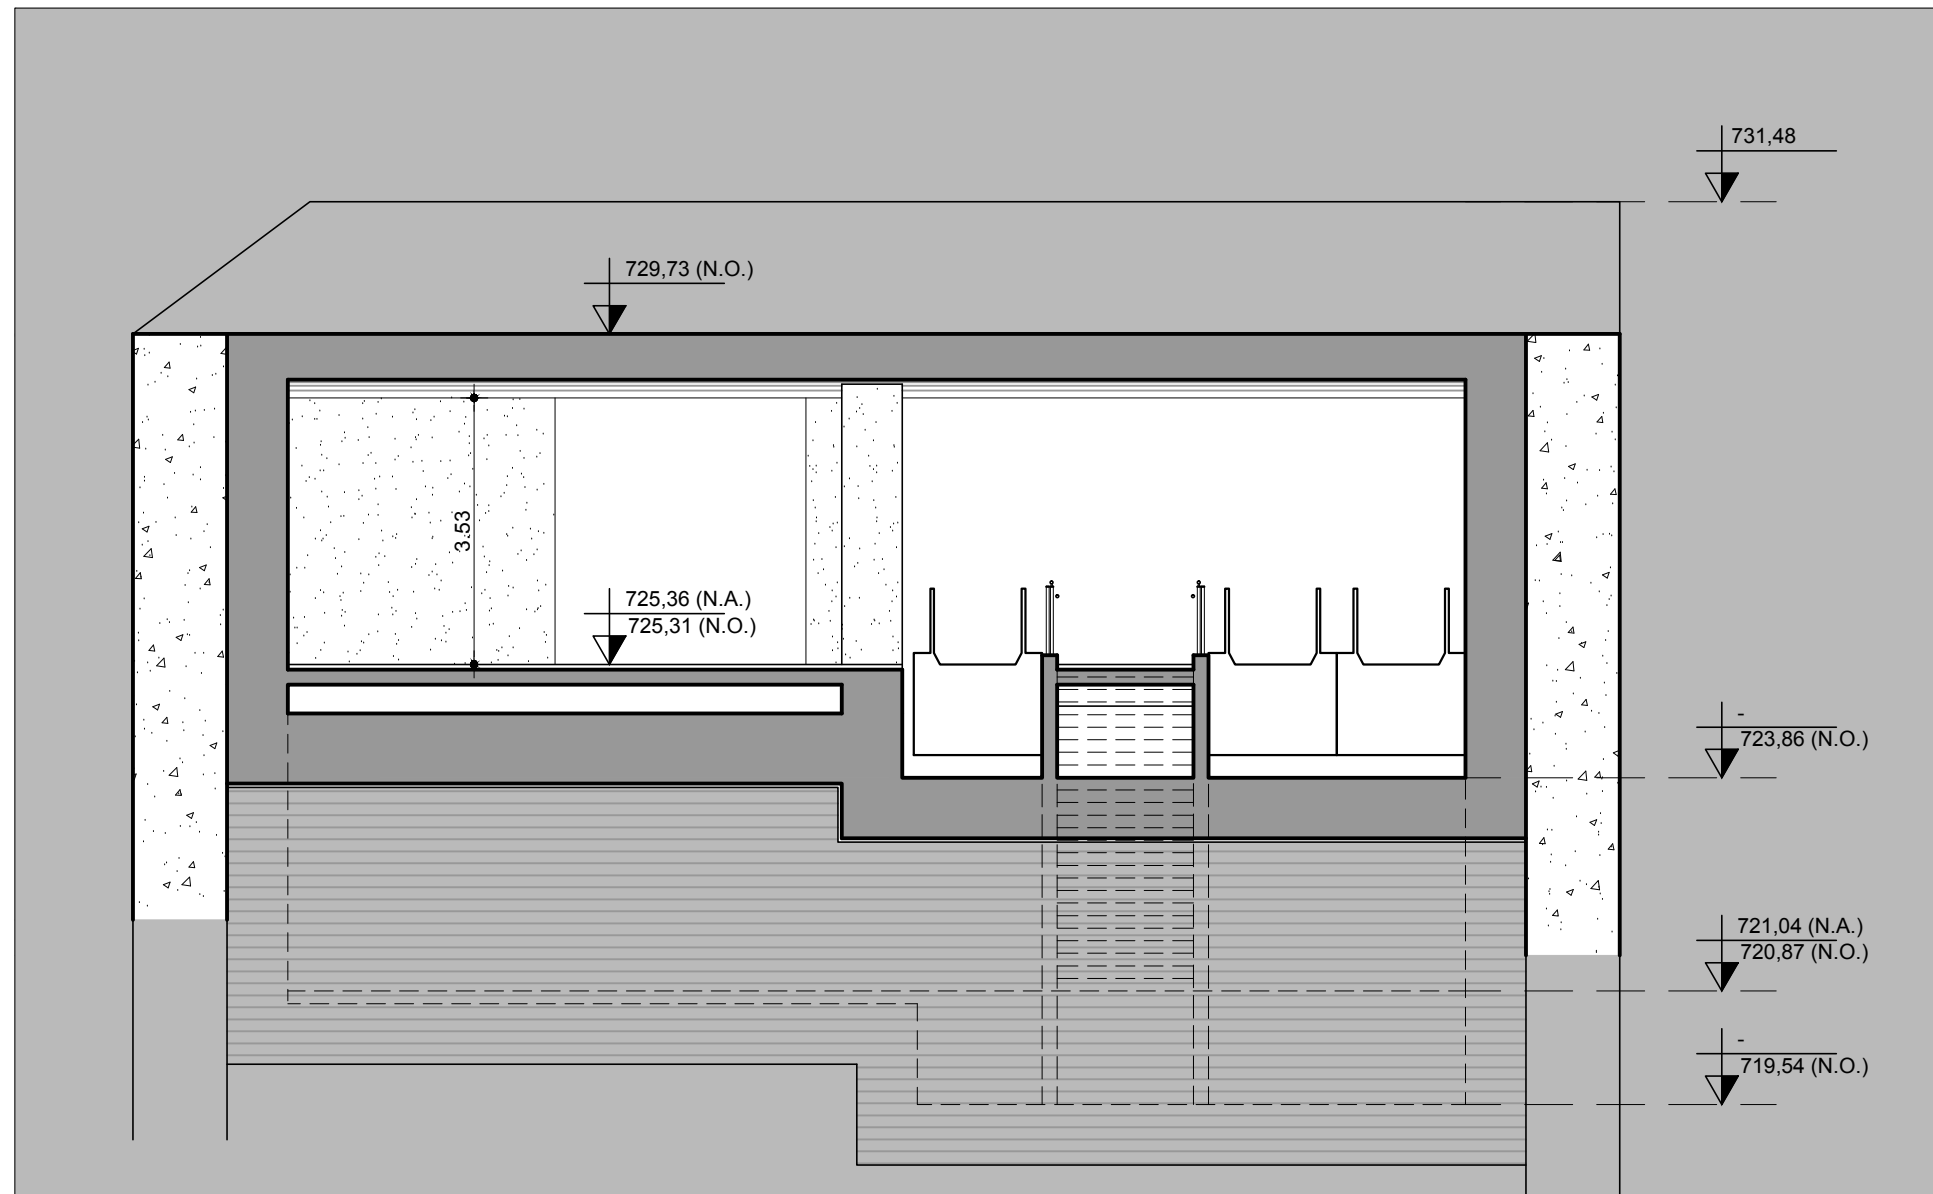 731,48
729,73 (N.O.)
3.53
725,36 (N.A.)
725,31 (N.O.)
-
723,86 (N.O.)
721,04 (N.A.)
720,87 (N.O.)
-
719,54 (N.O.)